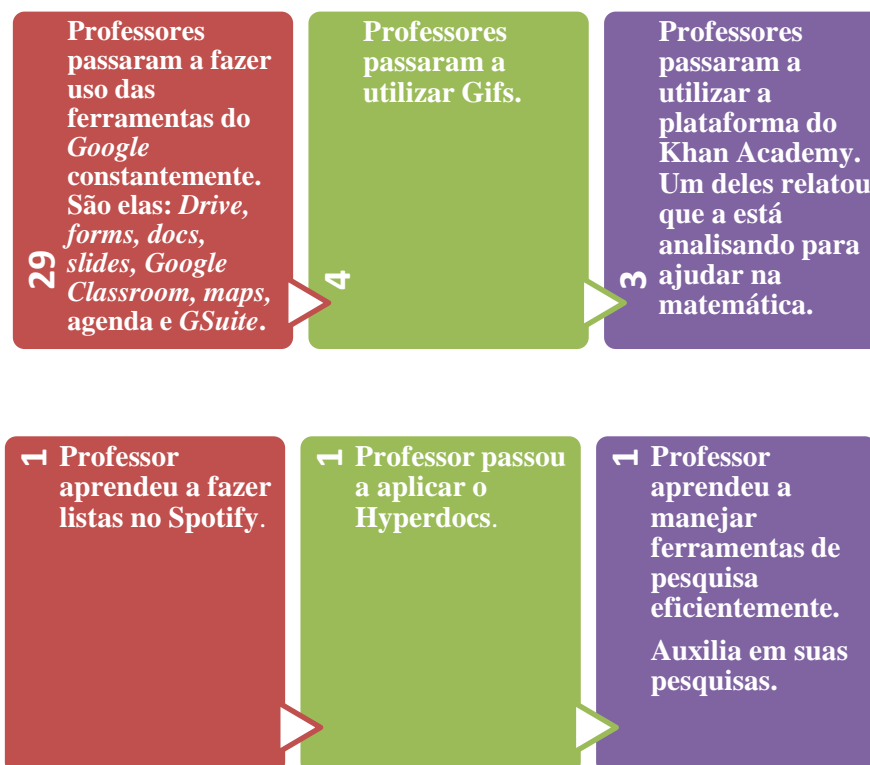 29
Professores
passaram a fazer
uso das
ferramentas do
Google
constantemente.
São elas: Drive,
forms, docs,
slides, Google
Classroom, maps,
agenda e GSuite.
4
Professores
passaram a
utilizar Gifs.
3
Professores
passaram a
utilizar a
plataforma do
Khan Academy.
Um deles relatou
que a está
analisando para
ajudar na
matemática.
1
Professor
aprendeu a fazer
listas no Spotify.
1
Professor passou
a aplicar o
Hyperdocs.
1
Professor
aprendeu a
manejar
ferramentas de
pesquisa
eficientemente.
Auxilia em suas
pesquisas.